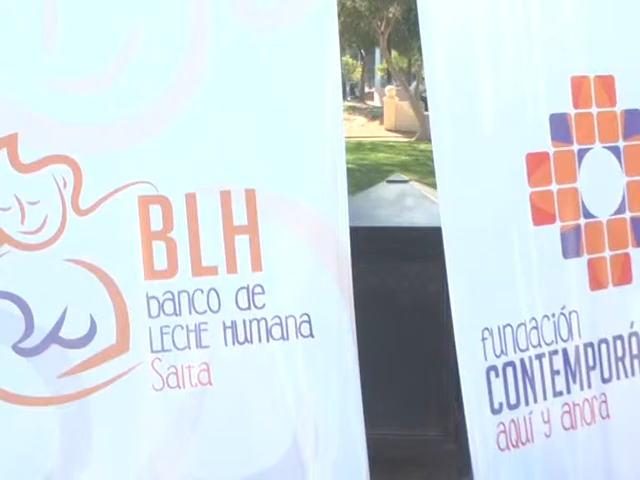 BLH
banco de
LECHE Humana
Salta
fundación
CONTEMPORÁ
aquí y ahora